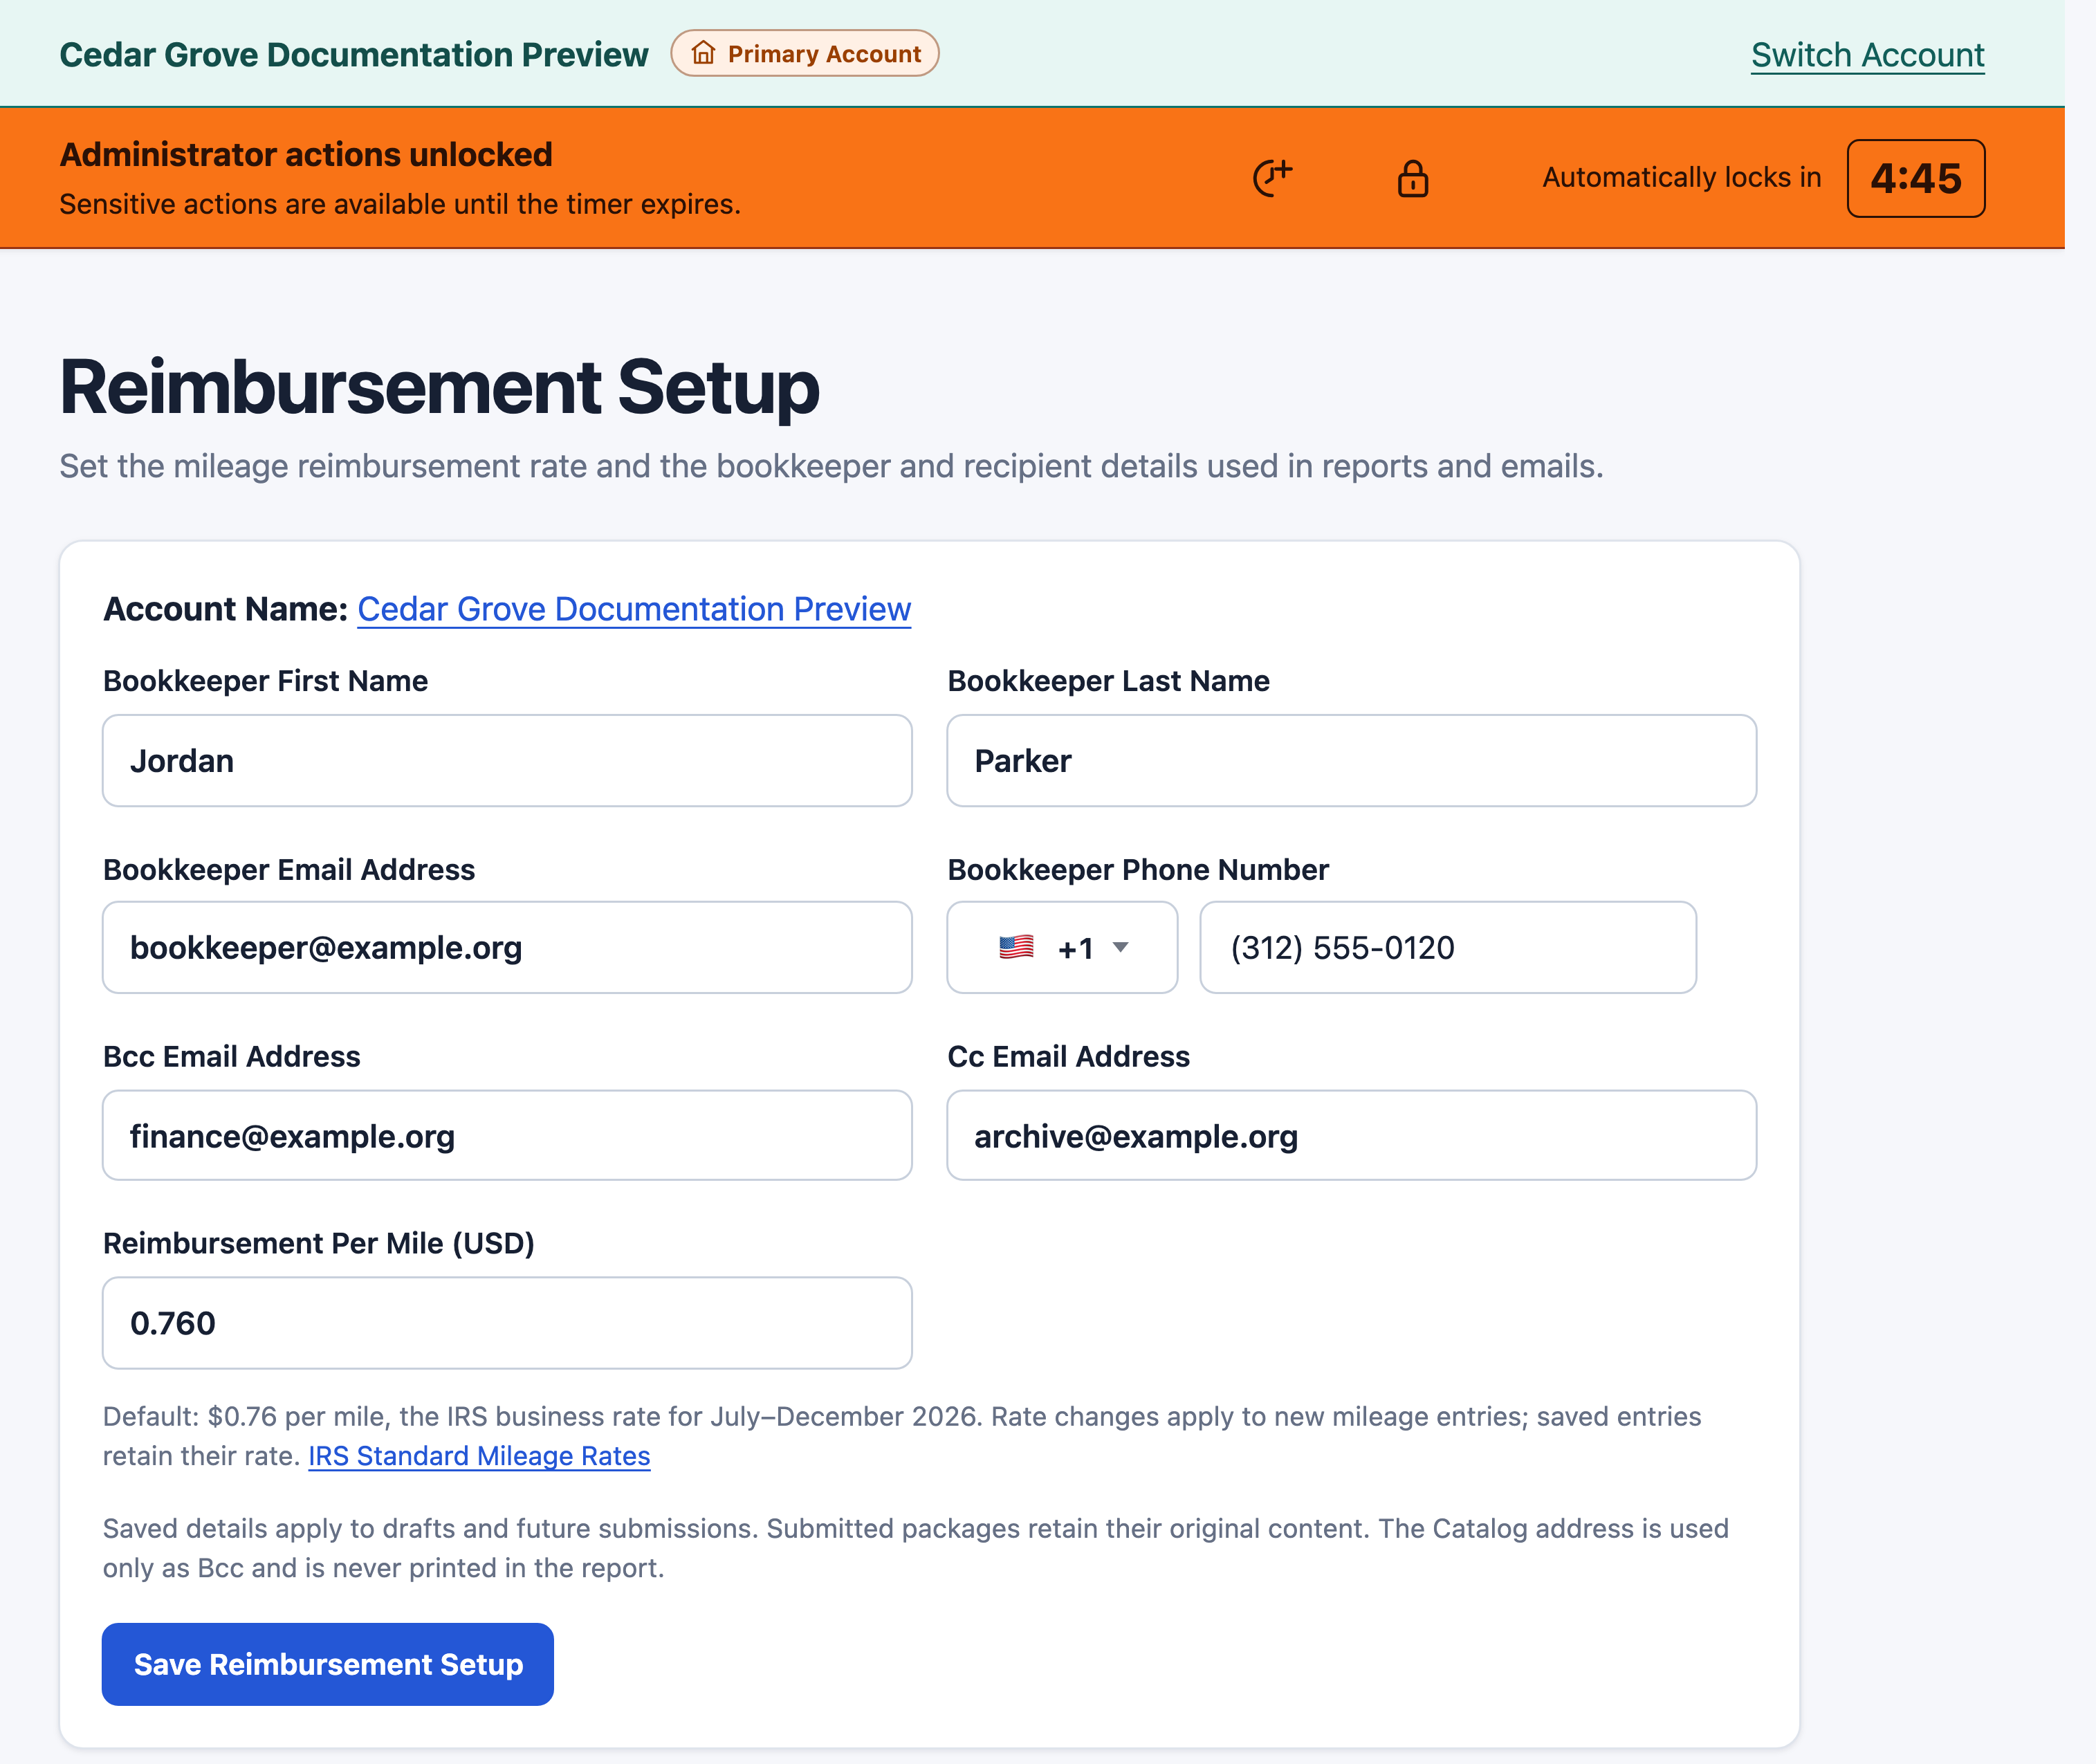 Cedar Grove Documentation Preview
Primary Account
Switch Account
Administrator actions unlocked
Sensitive actions are available until the timer expires.
Automatically locks in
4:45
Reimbursement Setup
Set the mileage reimbursement rate and the bookkeeper and recipient details used in reports and emails.
Account Name: Cedar Grove Documentation Preview
Bookkeeper First Name
Jordan
Bookkeeper Last Name
Parker
Bookkeeper Email Address
bookkeeper@example.org
Bookkeeper Phone Number
+1
(312) 555-0120
Bcc Email Address
finance@example.org
Cc Email Address
archive@example.org
Reimbursement Per Mile (USD)
0.760
Default: $0.76 per mile, the IRS business rate for July–December 2026. Rate changes apply to new mileage entries; saved entries
retain their rate. IRS Standard Mileage Rates
Saved details apply to drafts and future submissions. Submitted packages retain their original content. The Catalog address is used
only as Bcc and is never printed in the report.
Save Reimbursement Setup